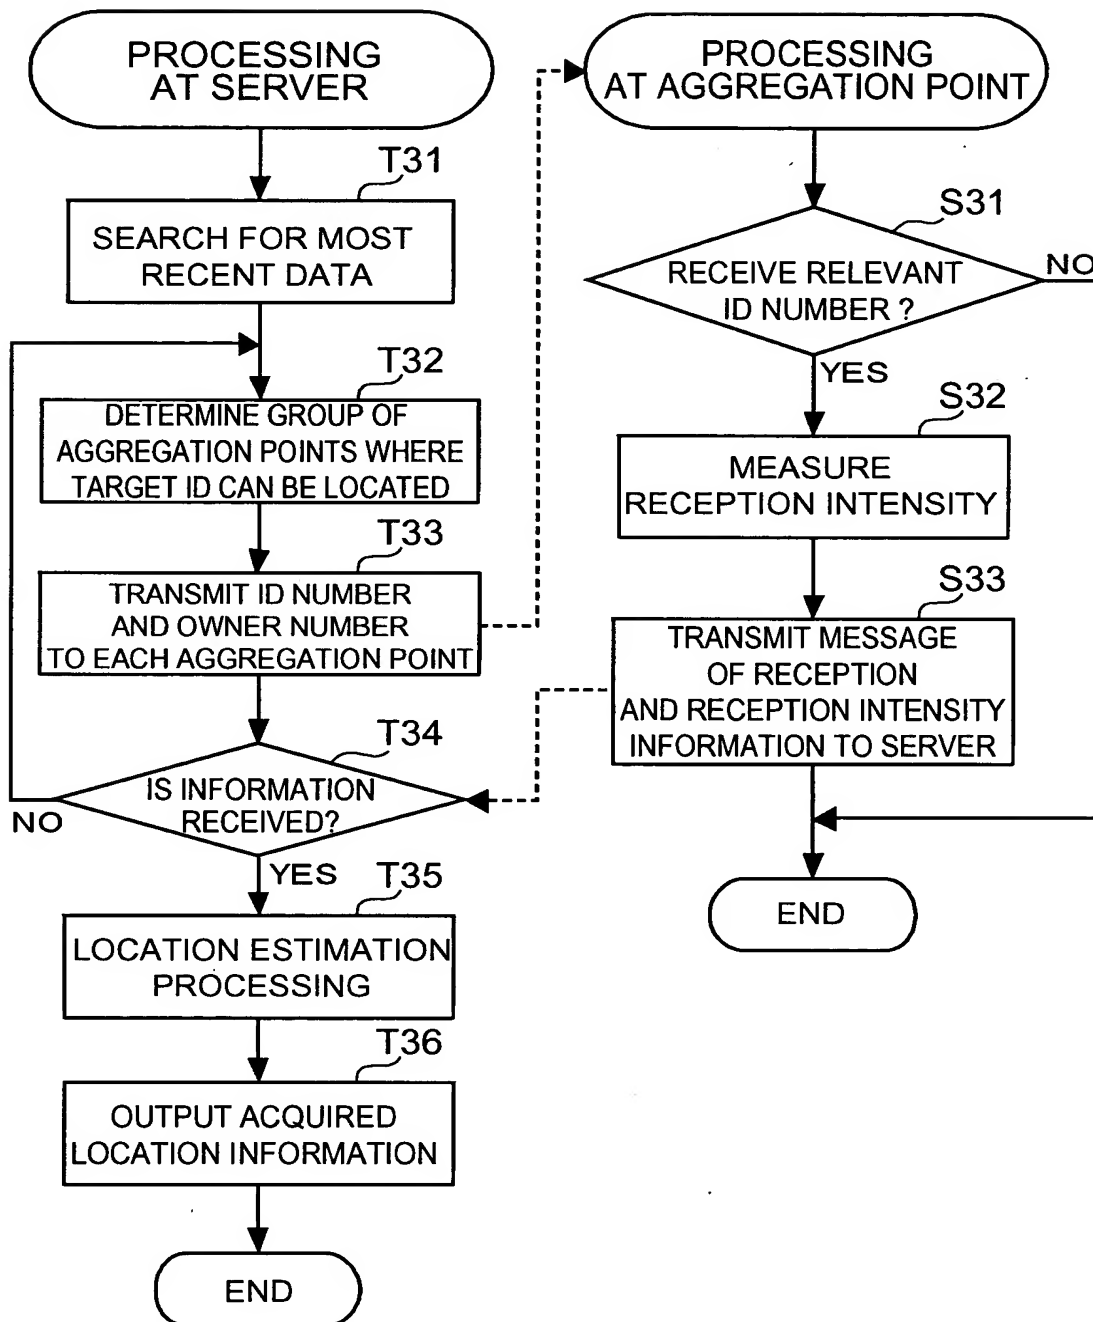 PROCESSING
AT SERVER
T31
SEARCH FOR MOST
RECENT DATA
T32
DETERMINE GROUP OF
AGGREGATION POINTS WHERE
TARGET ID CAN BE LOCATED
T33
TRANSMIT ID NUMBER
AND OWNER NUMBER
TO EACH AGGREGATION POINT
T34
IS INFORMATION
RECEIVED?
NO
YES
T35
LOCATION ESTIMATION
PROCESSING
T36
OUTPUT ACQUIRED
LOCATION INFORMATION
END
PROCESSING
AT AGGREGATION POINT
S31
RECEIVE RELEVANT
ID NUMBER ?
NO
YES
S32
MEASURE
RECEPTION INTENSITY
S33
TRANSMIT MESSAGE
OF RECEPTION
AND RECEPTION INTENSITY
INFORMATION TO SERVER
END